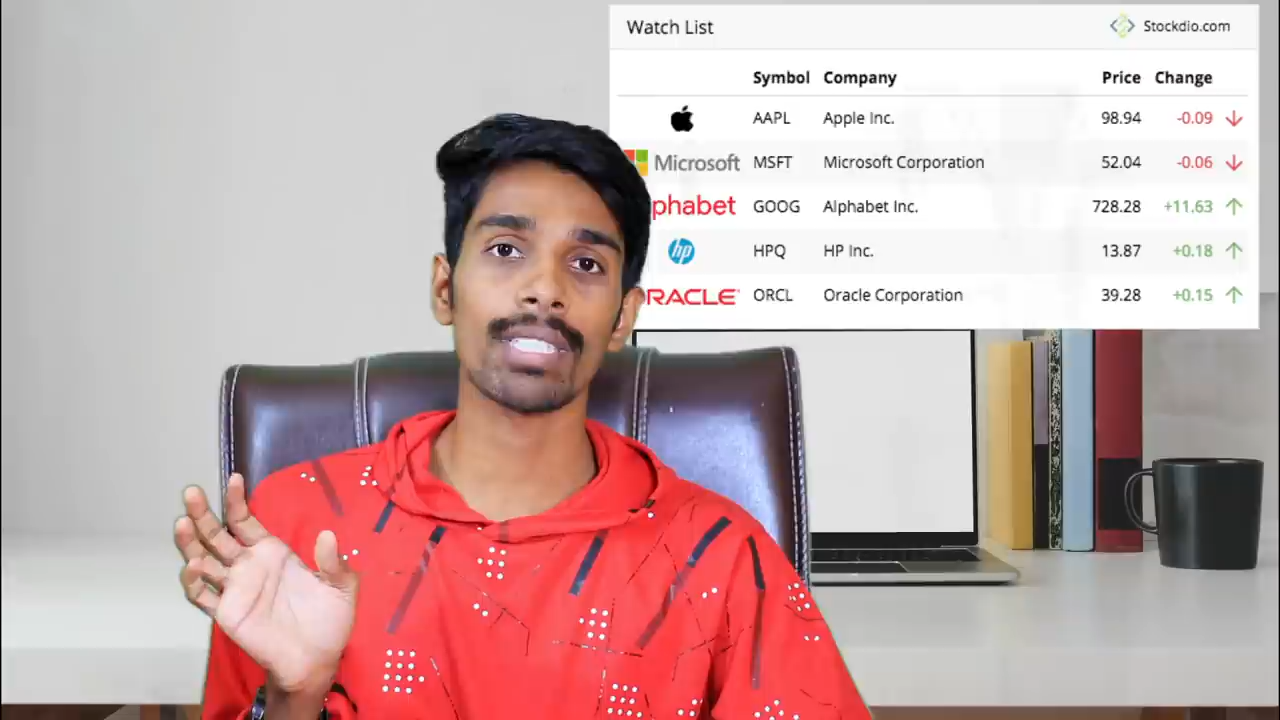 Watch List Stockdio.com
Symbol Company Price Change
AAPL Apple Inc. 98.94 -0.09
Microsoft MSFT Microsoft Corporation 52.04 -0.06
phabet GOOG Alphabet Inc. 728.28 +11.63
hp HPQ HP Inc. 13.87 +0.18
ORACLE ORCL Oracle Corporation 39.28 +0.15